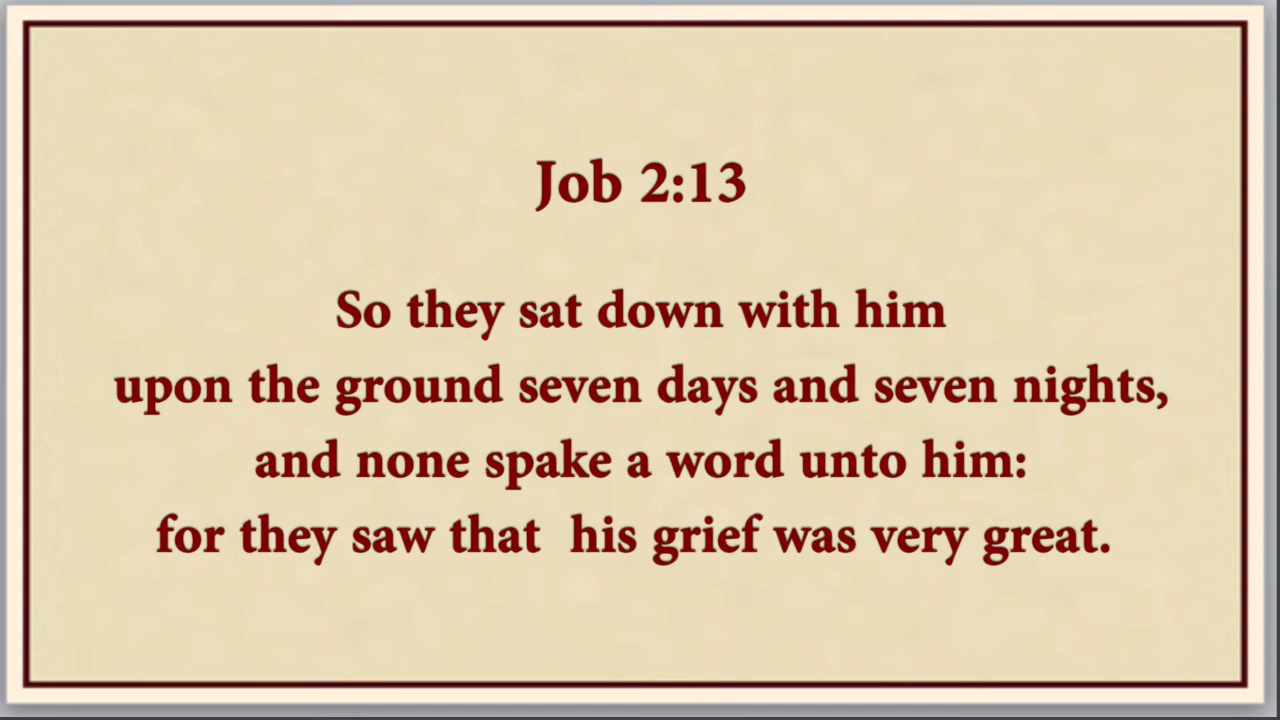 Job 2:13
So they sat down with him
upon the ground seven days and seven nights,
and none spake a word unto him:
for they saw that  his grief was very great.